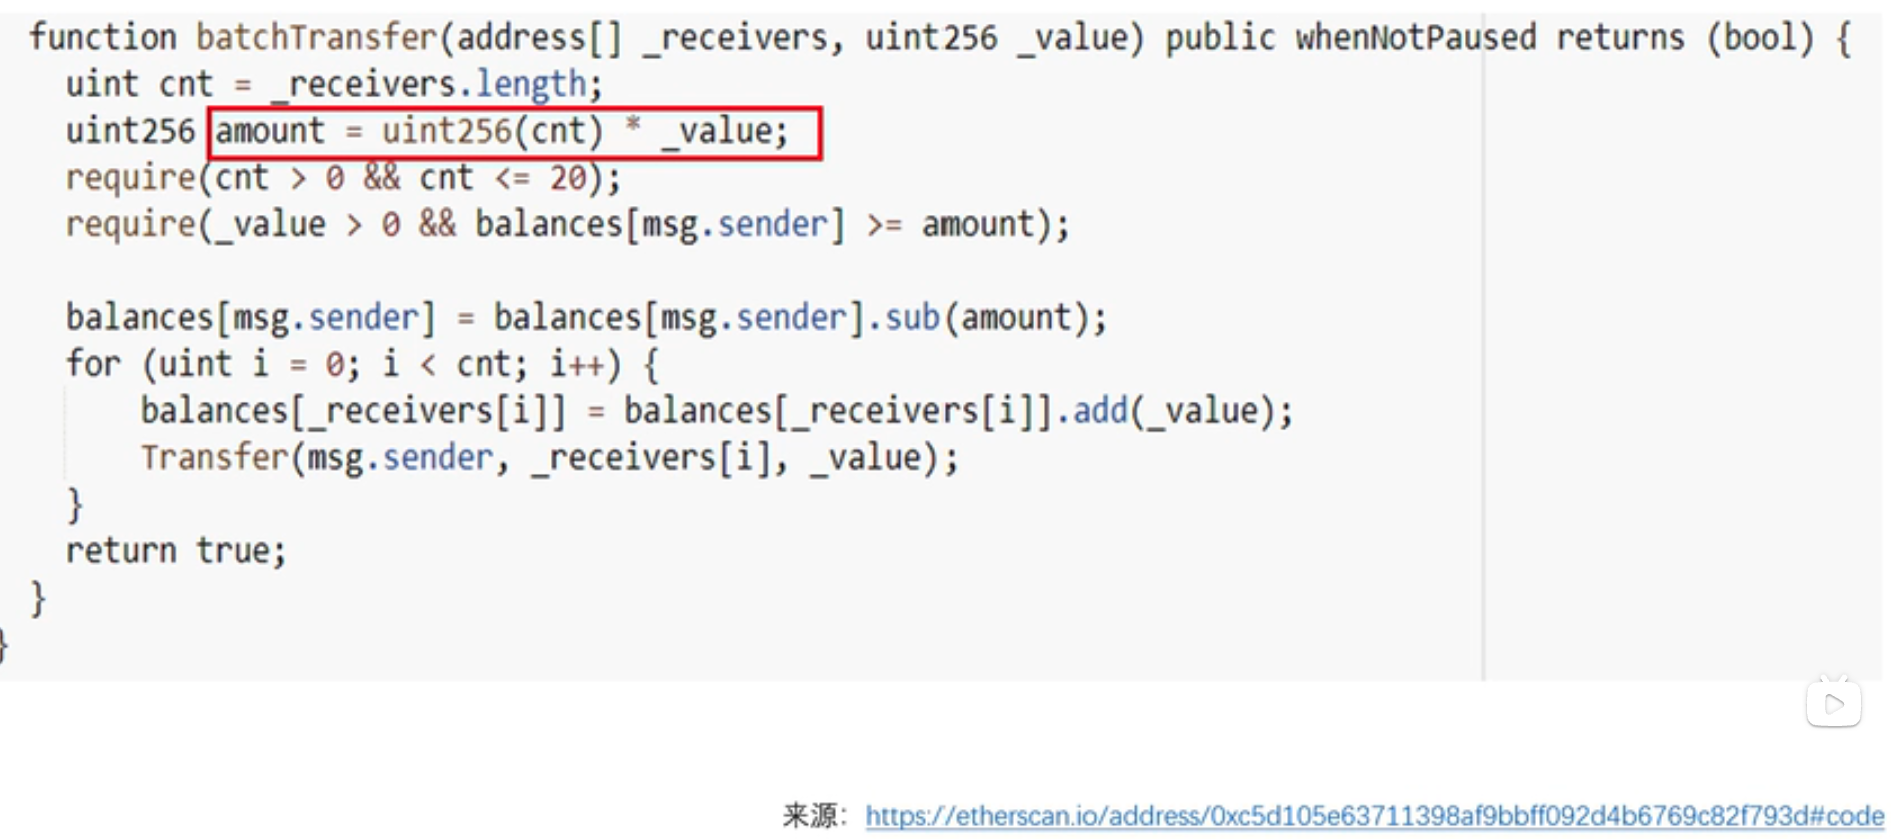 function batchTransfer(address[] _receivers, uint256 _value) public whenNotPaused returns (bool) {
uint cnt = _receivers.length;
uint256 amount = uint256(cnt) * _value;
require(cnt > 0 && cnt <= 20);
require(_value > 0 && balances[msg.sender] >= amount);
balances[msg.sender] = balances[msg.sender].sub(amount);
for (uint i = 0; i < cnt; i++) {
balances[_receivers[i]] = balances[_receivers[i]].add(_value);
Transfer(msg.sender, _receivers[i], _value);
}
return true;
}
}
来源：https://etherscan.io/address/0xc5d105e63711398af9bbff092d4b6769c82f793d#code